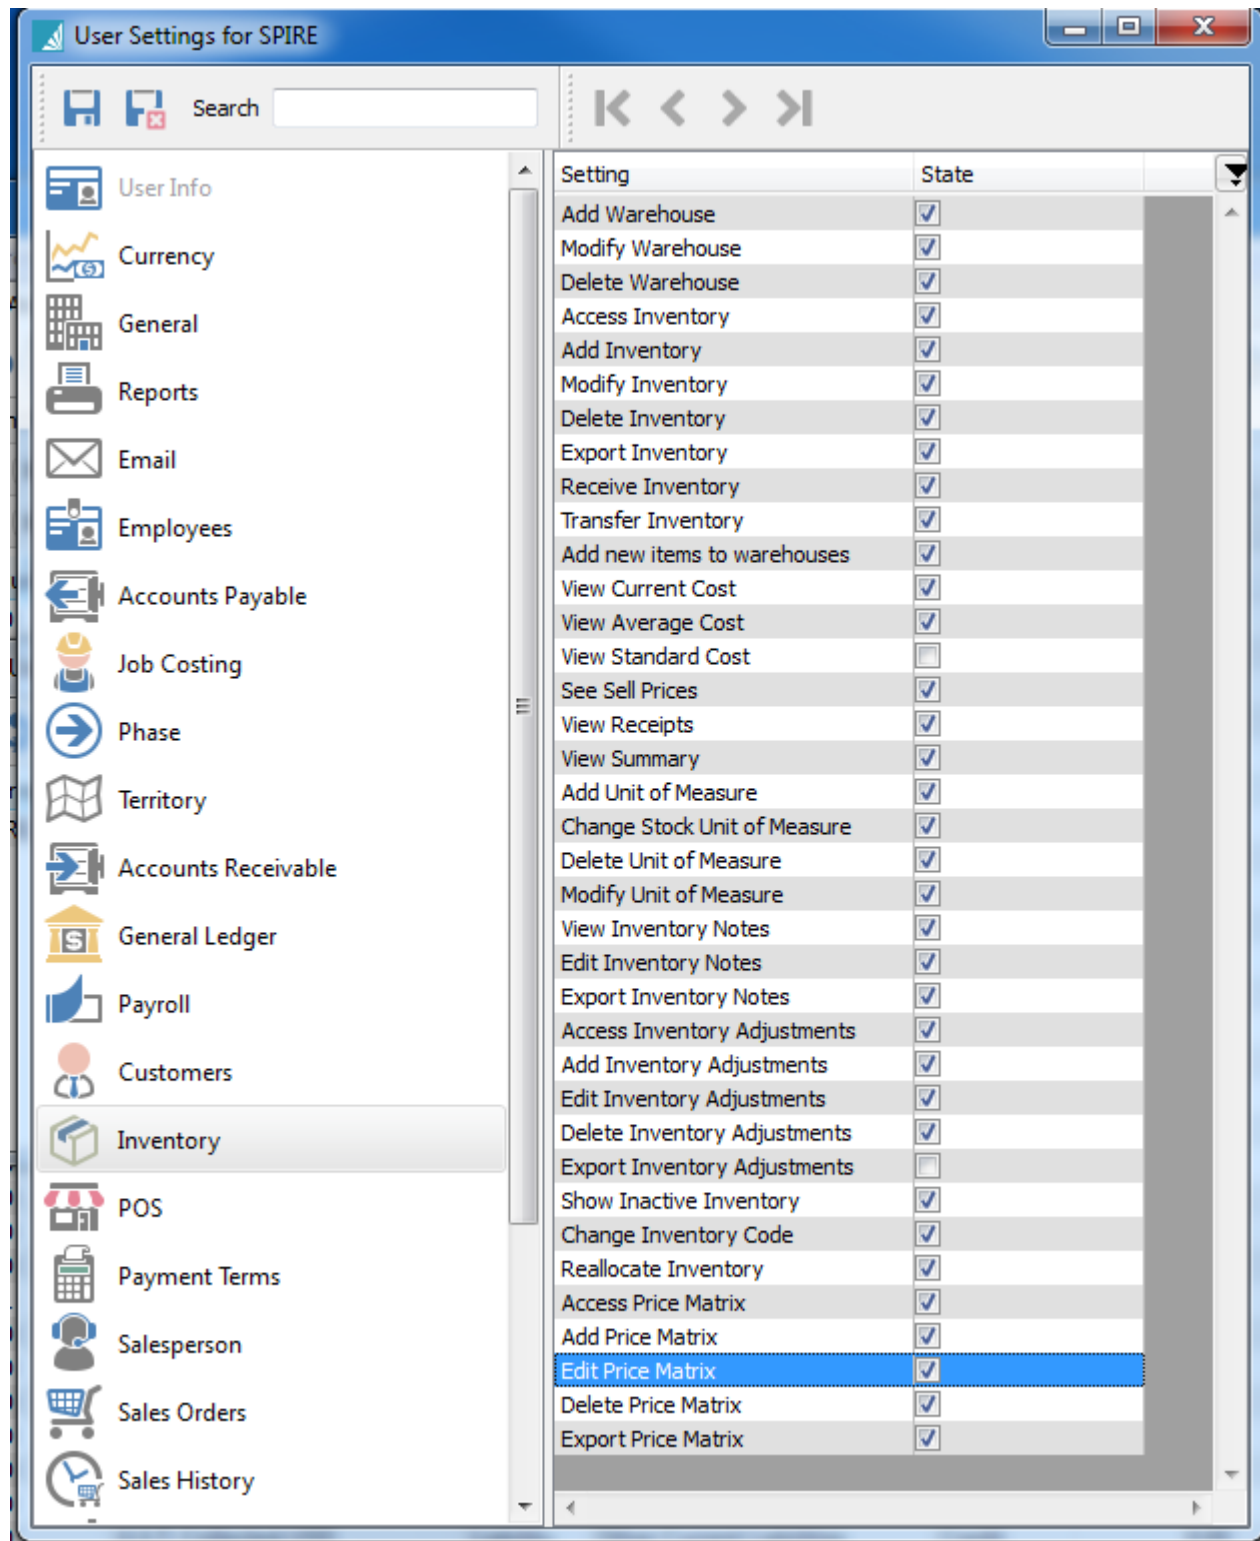 User Settings for SPIRE
Search
User Info
Currency
General
Reports
Email
Employees
Accounts Payable
Job Costing
Phase
Territory
Accounts Receivable
General Ledger
Payroll
Customers
Inventory
POS
Payment Terms
Salesperson
Sales Orders
Sales History
Setting State
Add Warehouse
Modify Warehouse
Delete Warehouse
Access Inventory
Add Inventory
Modify Inventory
Delete Inventory
Export Inventory
Receive Inventory
Transfer Inventory
Add new items to warehouses
View Current Cost
View Average Cost
View Standard Cost
See Sell Prices
View Receipts
View Summary
Add Unit of Measure
Change Stock Unit of Measure
Delete Unit of Measure
Modify Unit of Measure
View Inventory Notes
Edit Inventory Notes
Export Inventory Notes
Access Inventory Adjustments
Add Inventory Adjustments
Edit Inventory Adjustments
Delete Inventory Adjustments
Export Inventory Adjustments
Show Inactive Inventory
Change Inventory Code
Reallocate Inventory
Access Price Matrix
Add Price Matrix
Edit Price Matrix
Delete Price Matrix
Export Price Matrix